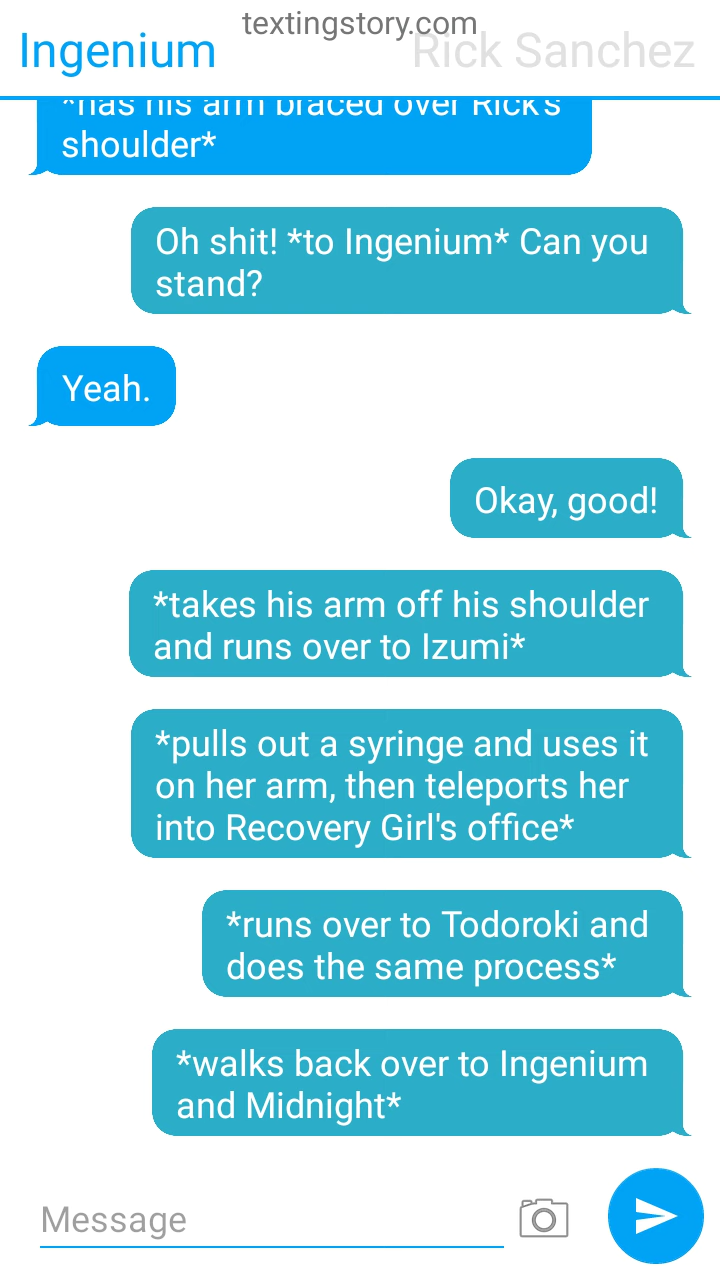 textingstory.com
Ingenium
Rick Sanchez
*has his arm braced over Rick's
shoulder*
Oh shit! *to Ingenium* Can you
stand?
Yeah.
Okay, good!
*takes his arm off his shoulder
and runs over to Izumi*
*pulls out a syringe and uses it
on her arm, then teleports her
into Recovery Girl's office*
*runs over to Todoroki and
does the same process*
*walks back over to Ingenium
and Midnight*
Message